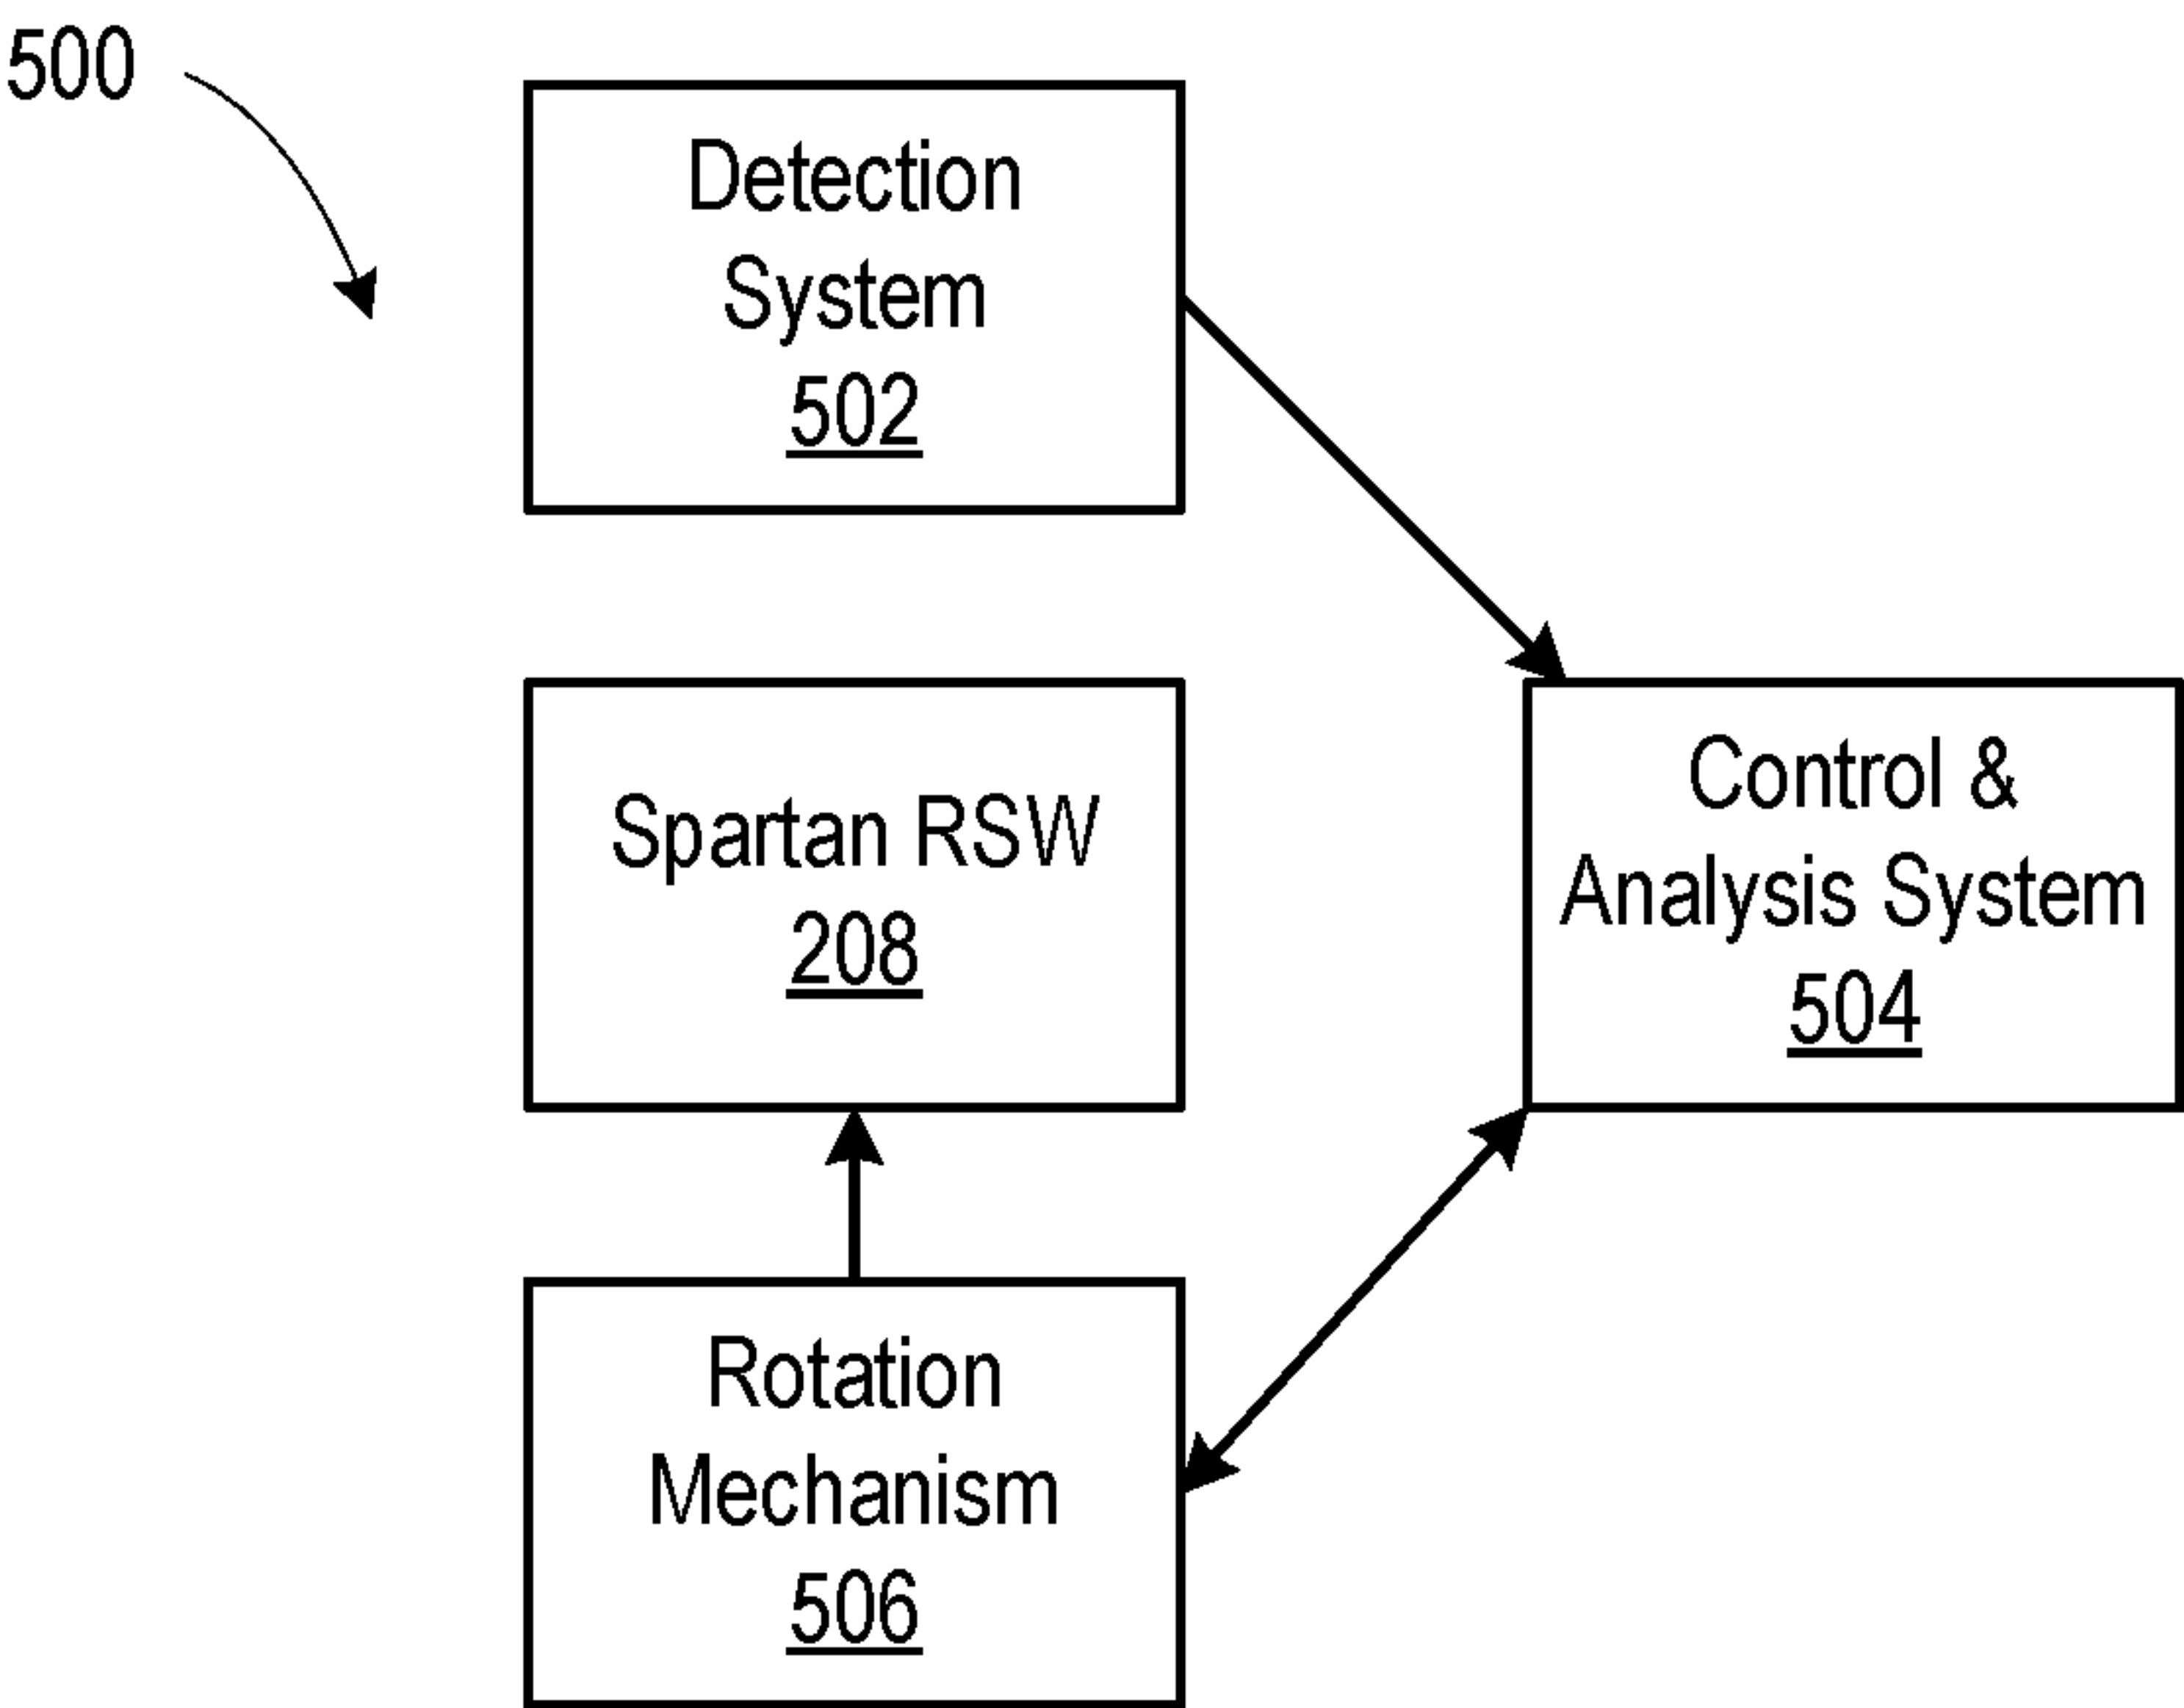 500
Detection
System
502
Spartan RSW
208
Control &
Analysis System
504
Rotation
Mechanism
506